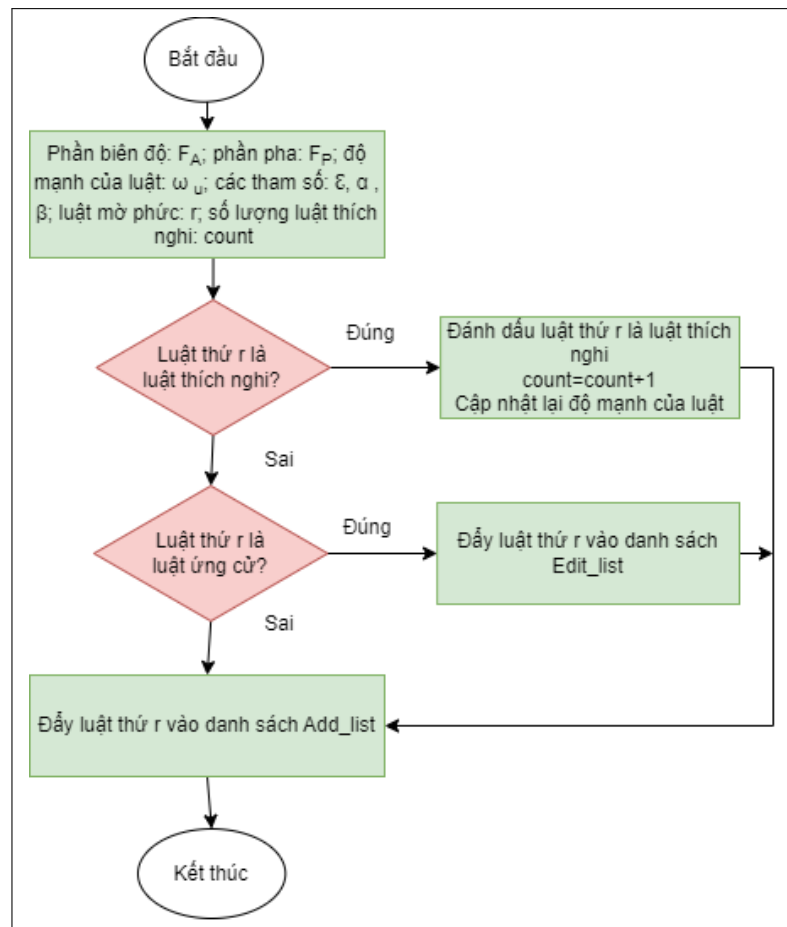 Bắt đầu
Phần biên độ: F_A; phần pha: F_P; độ
mạnh của luật: ω _u; các tham số: Ɛ, α ,
β; luật mờ phức: r; số lượng luật thích
nghi: count
Luật thứ r là
luật thích nghi?
Đúng
Đánh dấu luật thứ r là luật thích
nghi
count=count+1
Cập nhật lại độ mạnh của luật
Sai
Luật thứ r là
luật ứng cử?
Đúng
Đẩy luật thứ r vào danh sách
Edit_list
Sai
Đẩy luật thứ r vào danh sách Add_list
Kết thúc